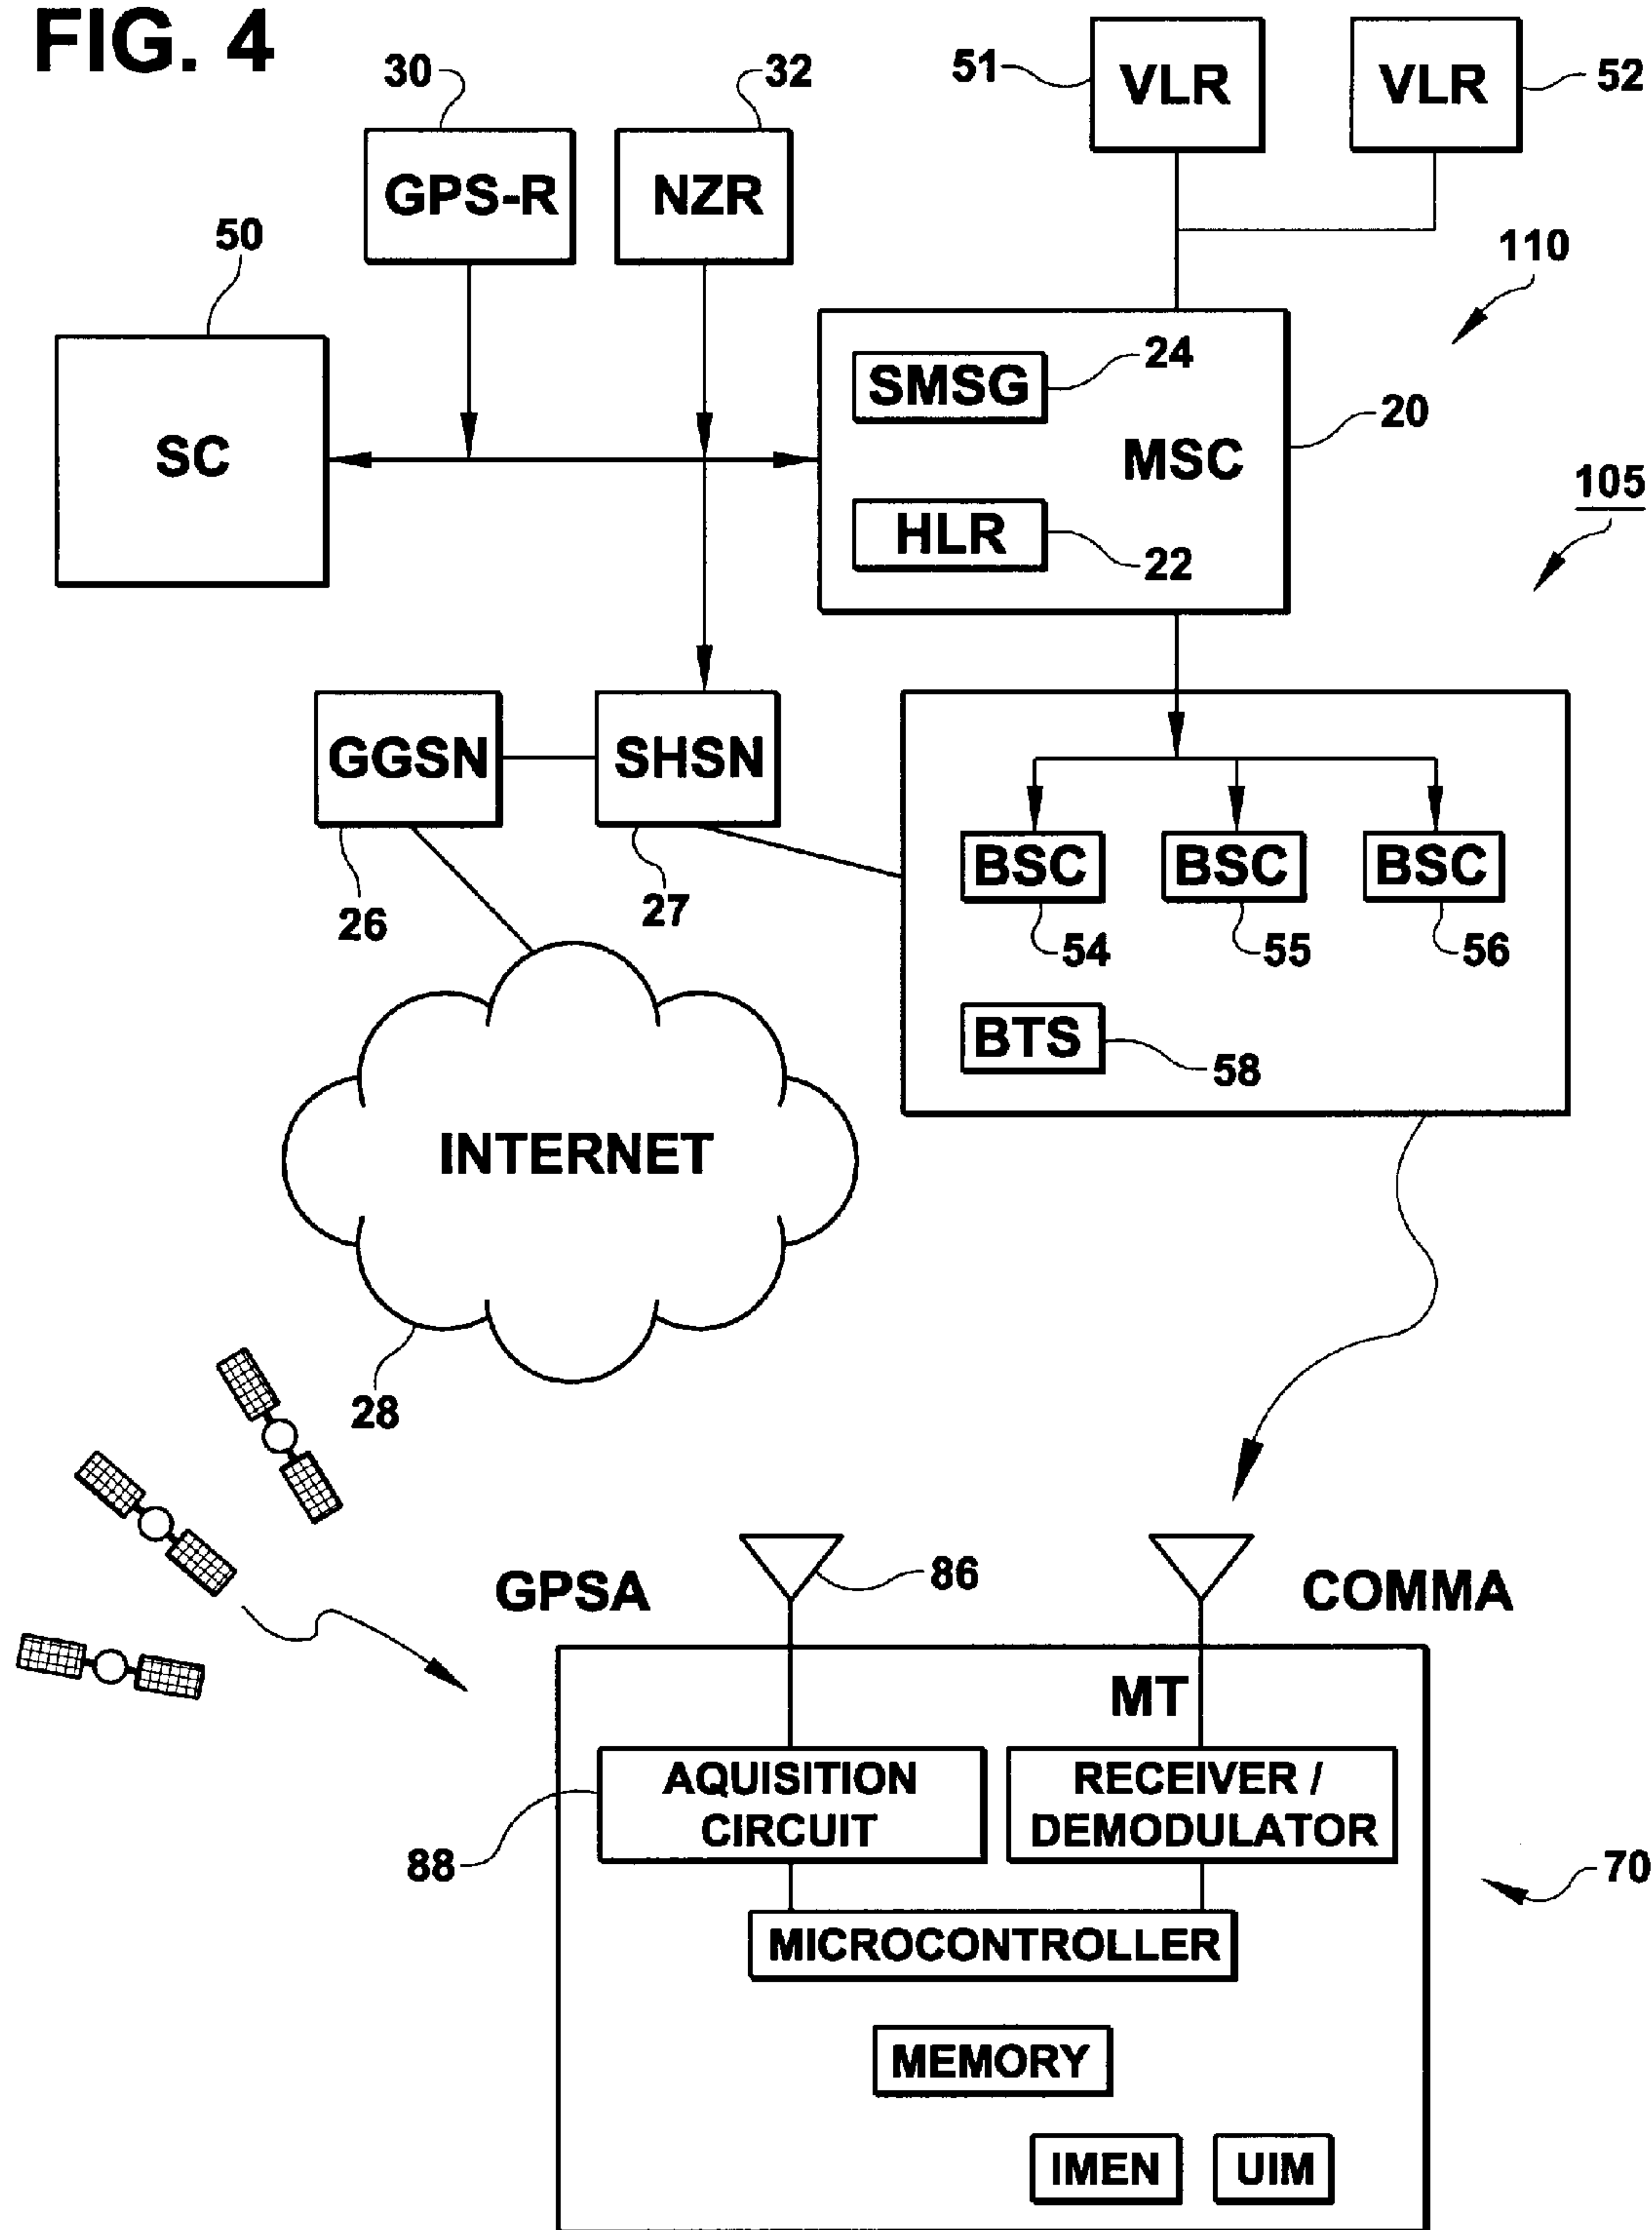 FIG. 4
30
32
51
VLR
VLR
52
GPS-R
NZR
50
110
SMSG
24
20
SC
MSC
105
HLR
22
GGSN
SHSN
BSC
BSC
BSC
26
27
54
55
56
BTS
58
INTERNET
28
GPSA
86
COMMA
MT
AQUISITION
CIRCUIT
RECEIVER /
DEMODULATOR
88
70
MICROCONTROLLER
MEMORY
IMEN
UIM